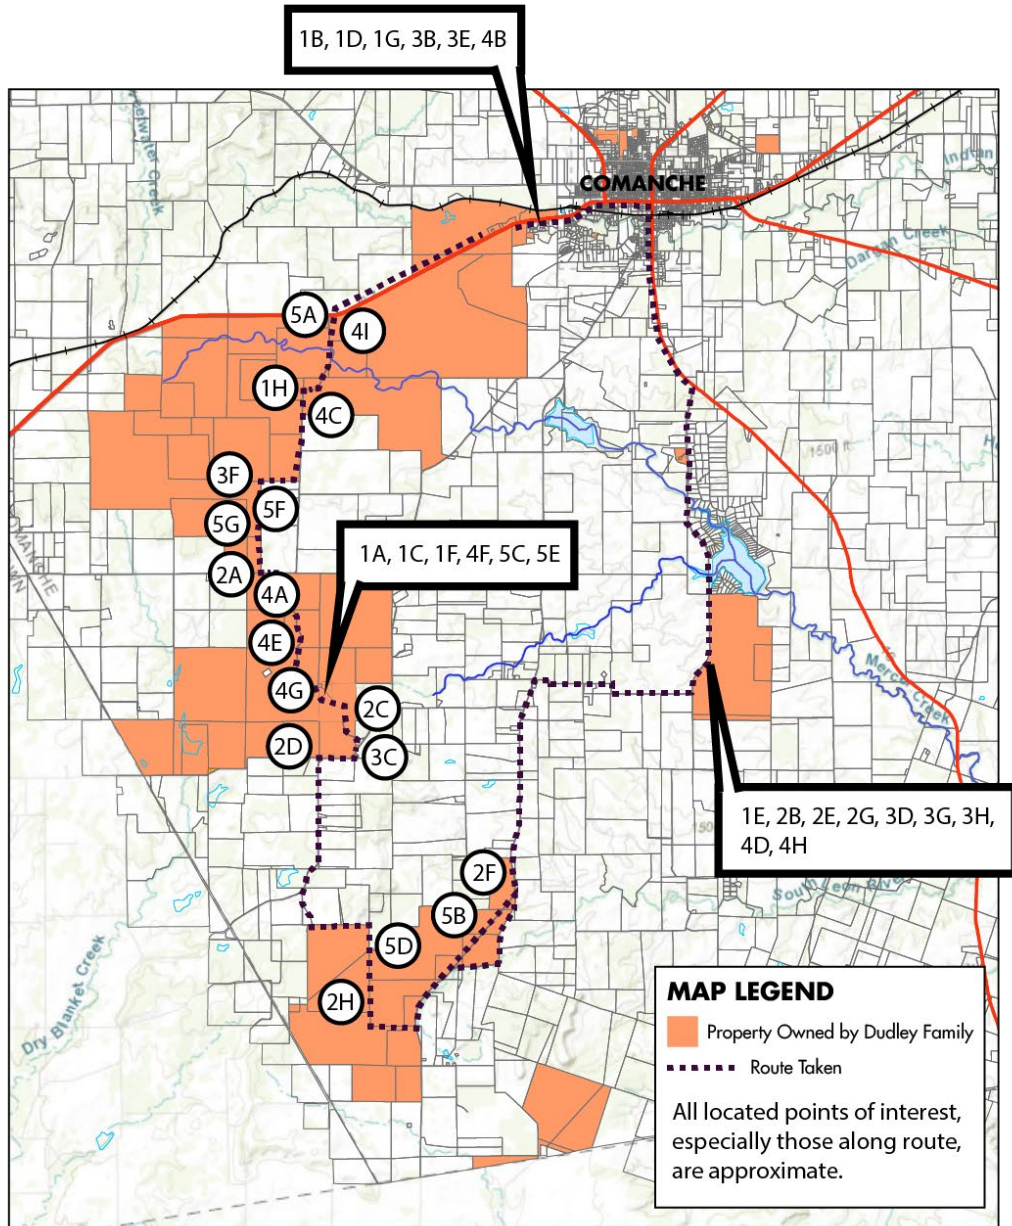 1B, 1D, 1G, 3B, 3E, 4B
COMANCHE
Indian
Dargan Creek
5A
4I
1H
4C
1500 ft
3F
5F
5G
2A
1A, 1C, 1F, 4F, 5C, 5E
4A
4E
4G
2C
2D
3C
Mercer
Creek
1E, 2B, 2E, 2G, 3D, 3G, 3H,
4D, 4H
2F
5B
5D
2H
Dry Blanket Creek
MAP LEGEND
Property Owned by Dudley Family
Route Taken
All located points of interest,
especially those along route,
are approximate.